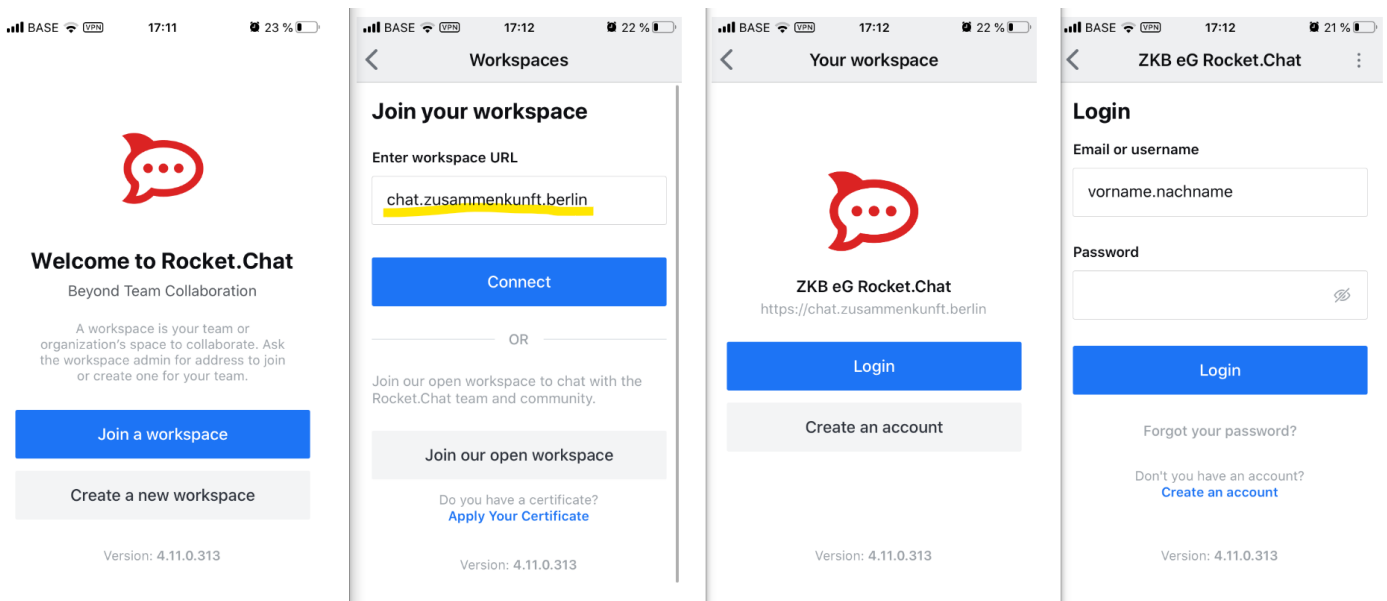 BASE VPN 17:11 23 %
Welcome to Rocket.Chat
Beyond Team Collaboration
A workspace is your team or
organization's space to collaborate. Ask
the workspace admin for address to join
or create one for your team.
Join a workspace
Create a new workspace
Version: 4.11.0.313
BASE VPN 17:12 22 %
Workspaces
Join your workspace
Enter workspace URL
chat.zusammenkunft.berlin
Connect
OR
Join our open workspace to chat with the
Rocket.Chat team and community.
Join our open workspace
Do you have a certificate?
Apply Your Certificate
Version: 4.11.0.313
BASE VPN 17:12 22 %
Your workspace
ZKB eG Rocket.Chat
https://chat.zusammenkunft.berlin
Login
Create an account
Version: 4.11.0.313
BASE VPN 17:12 21 %
ZKB eG Rocket.Chat
Login
Email or username
vorname.nachname
Password
Login
Forgot your password?
Don't you have an account?
Create an account
Version: 4.11.0.313